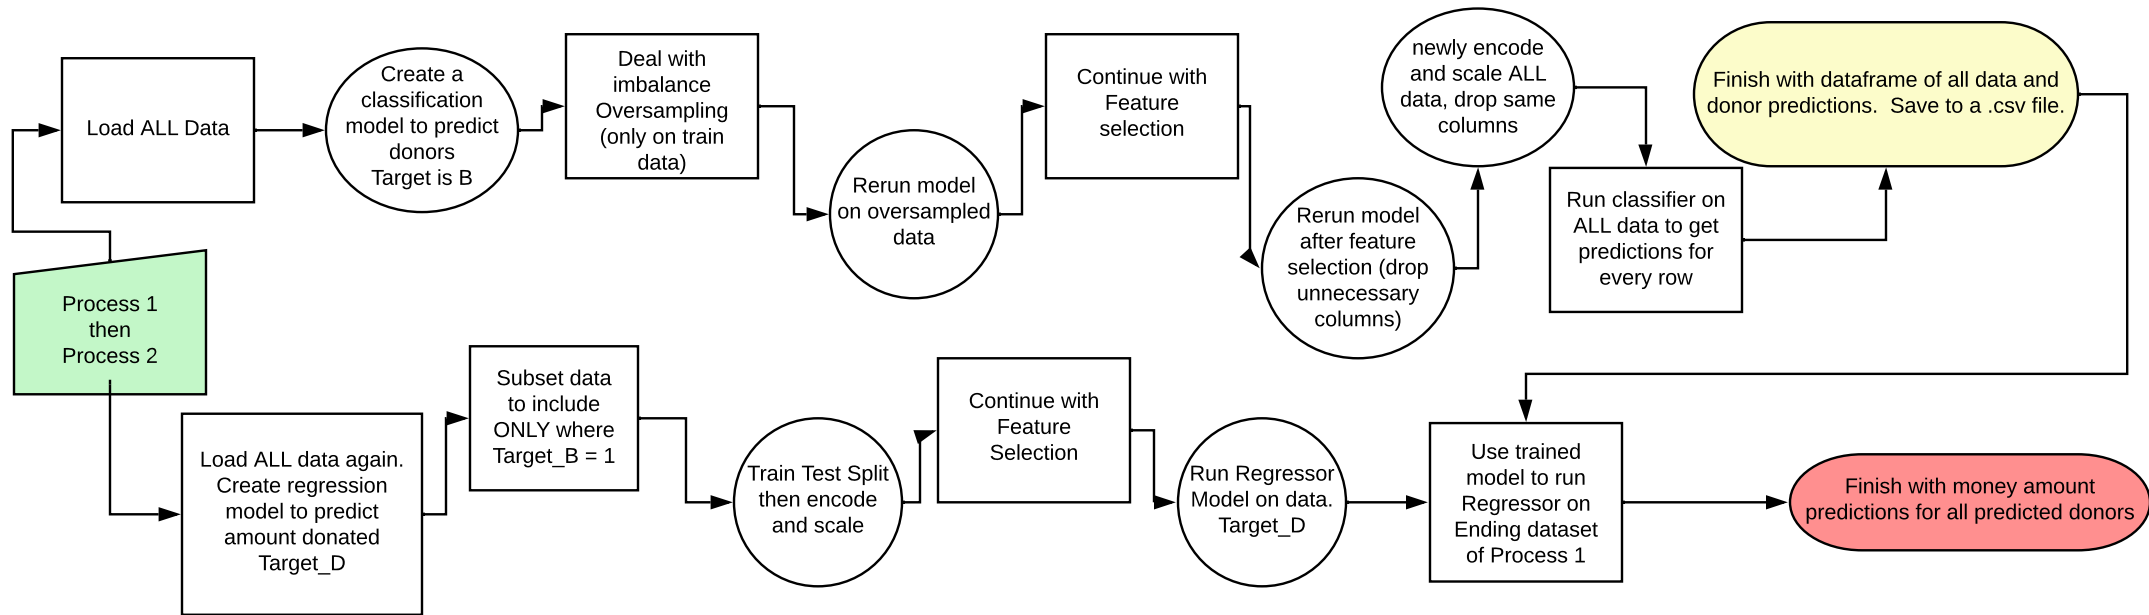 Load ALL Data
Create a
classification
model to predict
donors
Target is B
Deal with
imbalance
Oversampling
(only on train
data)
Rerun model
on oversampled
data
Continue with
Feature
selection
Rerun model
after feature
selection (drop
unnecessary
columns)
newly encode
and scale ALL
data, drop same
columns
Run classifier on
ALL data to get
predictions for
every row
Finish with dataframe of all data and
donor predictions.  Save to a .csv file.
Process 1
then
Process 2
Load ALL data again.
Create regression
model to predict
amount donated
Target_D
Subset data
to include
ONLY where
Target_B = 1
Train Test Split
then encode
and scale
Continue with
Feature
Selection
Run Regressor
Model on data.
Target_D
Use trained
model to run
Regressor on
Ending dataset
of Process 1
Finish with money amount
predictions for all predicted donors